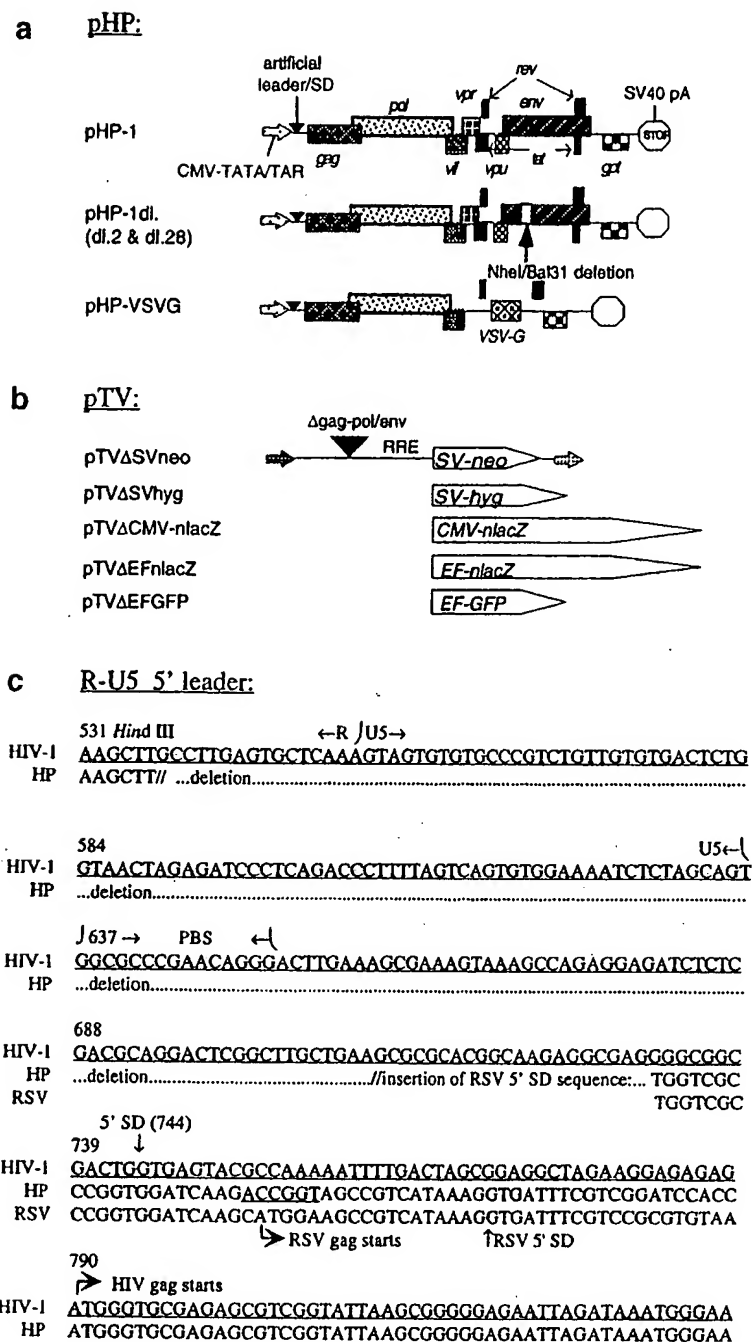 a pHP:
artificial
leader/SD
pol
vpr
rev
env
SV40 pA
pHP-1
STOP
CMV-TATA/TAR
gag
vif
vpu
tat
gpt
pHP-1dl.
(dl.2 & dl.28)
NheI/Bal31 deletion
pHP-VSVG
VSV-G
b pTV:
Δgag-pol/env
RRE
pTVΔSVneo
SV-neo
pTVΔSVhyg
SV-hyg
pTVΔCMV-nlacZ
CMV-nlacZ
pTVΔEFnlacZ
EF-nlacZ
pTVΔEFGFP
EF-GFP
c R-U5 5' leader:
531 Hind III ←R U5→
HIV-1 AAGCTTGCCTTGAGTGCTCAAAGTAGTGTGTGCCCGTCTGTTGTGTGACTCTG
HP AAGCTT// ...deletion...
584 U5←
HIV-1 GTAACTAGAGATCCCTCAGACCCTTTTAGTCAGTGTGGAAAATCTCTAGCAGT
HP ...deletion...
637 → PBS ←
HIV-1 GGCGCCCGAACAGGGACTTGAAAGCGAAAGTAAAGCCAGAGGAGATCTCTC
HP ...deletion...
688
HIV-1 GACGCAGGACTCGGCTTGCTGAAGCGCGCACGGCAAGAGGCGAGGGGCGGC
HP ...deletion...//insertion of RSV 5' SD sequence:... TGGTCGC
RSV TGGTCGC
5' SD (744)
739 ↓
HIV-1 GACTGGTGAGTACGCCAAAAATTTTGACTAGCGGAGGCTAGAAGGAGAGAG
HP CCGGTGGATCAAGACCGGTAGCCGTCATAAAGGTGATTTCGTCGGATCCACC
RSV CCGGTGGATCAAGCATGGAAGCCGTCATAAAGGTGATTTCGTCCGCGTGTAA
RSV gag starts ↑RSV 5' SD
790
HIV gag starts
HIV-1 ATGGGTGCGAGAGCGTCGGTATTAAGCGGGGGAGAATTAGATAAATGGGAA
HP ATGGGTGCGAGAGCGTCGGTATTAAGCGGGGGAGAATTAGATAAATGGGAA